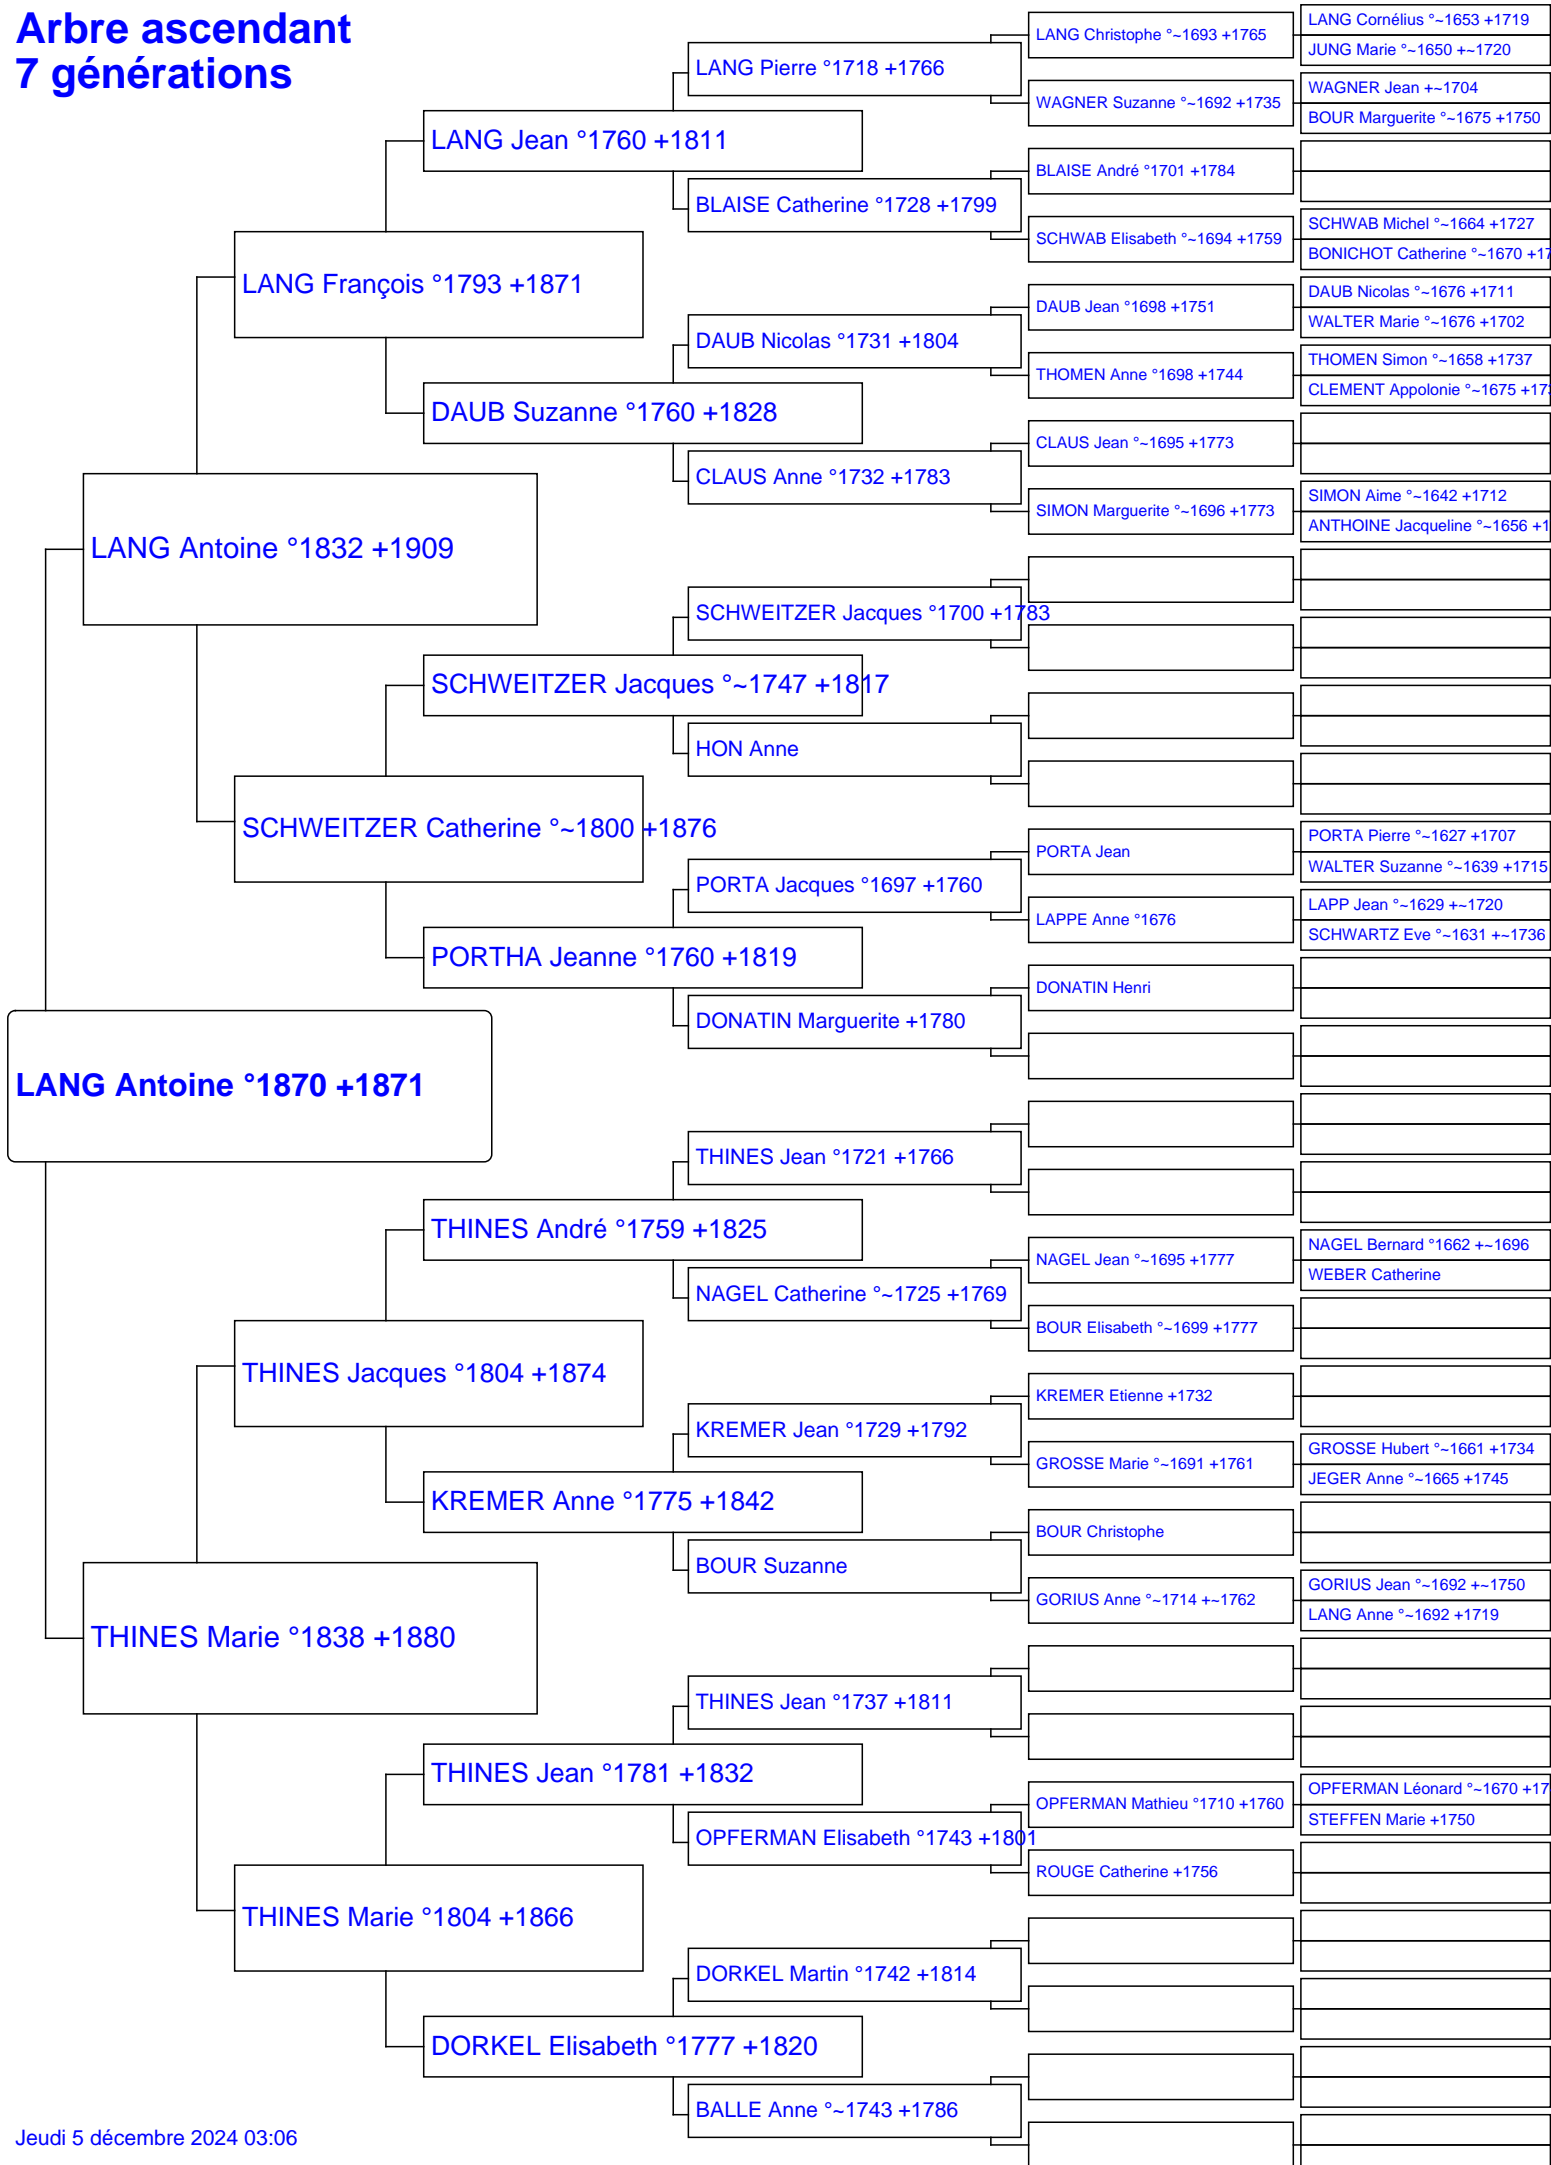 Arbre ascendant
7 générations
LANG Cornélius °~1653 +1719
LANG Christophe °~1693 +1765
JUNG Marie °~1650 +~1720
LANG Pierre °1718 +1766
WAGNER Jean +~1704
WAGNER Suzanne °~1692 +1735
BOUR Marguerite °~1675 +1750
LANG Jean °1760 +1811
BLAISE André °1701 +1784
BLAISE Catherine °1728 +1799
SCHWAB Michel °~1664 +1727
SCHWAB Elisabeth °~1694 +1759
BONICHOT Catherine °~1670
LANG François °1793 +1871
DAUB Nicolas °~1676 +1711
DAUB Jean °1698 +1751
WALTER Marie °~1676 +1702
DAUB Nicolas °1731 +1804
THOMEN Simon °~1658 +1737
THOMEN Anne °1698 +1744
CLEMENT Appolonie °~1675
DAUB Suzanne °1760 +1828
CLAUS Jean °~1695 +1773
CLAUS Anne °1732 +1783
SIMON Aime °~1642 +1712
SIMON Marguerite °~1696 +1773
ANTHOINE Jacqueline °~1656
LANG Antoine °1832 +1909
SCHWEITZER Jacques °1700 +1783
SCHWEITZER Jacques °~1747 +1817
HON Anne
SCHWEITZER Catherine °~1800 +1876
PORTA Pierre °~1627 +1707
PORTA Jean
WALTER Suzanne °~1639 +1715
PORTA Jacques °1697 +1760
LAPP Jean °~1629 +~1720
LAPPE Anne °1676
SCHWARTZ Eve °~1631 +~1736
PORTHA Jeanne °1760 +1819
DONATIN Henri
DONATIN Marguerite +1780
LANG Antoine °1870 +1871
THINES Jean °1721 +1766
THINES André °1759 +1825
NAGEL Bernard °1662 +~1696
NAGEL Jean °~1695 +1777
WEBER Catherine
NAGEL Catherine °~1725 +1769
BOUR Elisabeth °~1699 +1777
THINES Jacques °1804 +1874
KREMER Etienne +1732
KREMER Jean °1729 +1792
GROSSE Hubert °~1661 +1734
GROSSE Marie °~1691 +1761
JEGER Anne °~1665 +1745
KREMER Anne °1775 +1842
BOUR Christophe
BOUR Suzanne
GORIUS Jean °~1692 +~1750
GORIUS Anne °~1714 +~1762
LANG Anne °~1692 +1719
THINES Marie °1838 +1880
THINES Jean °1737 +1811
THINES Jean °1781 +1832
OPFERMAN Léonard °~1670
OPFERMAN Mathieu °1710 +1760
STEFFEN Marie +1750
OPFERMAN Elisabeth °1743 +1801
ROUGE Catherine +1756
THINES Marie °1804 +1866
DORKEL Martin °1742 +1814
DORKEL Elisabeth °1777 +1820
BALLE Anne °~1743 +1786
Jeudi 5 décembre 2024 03:06